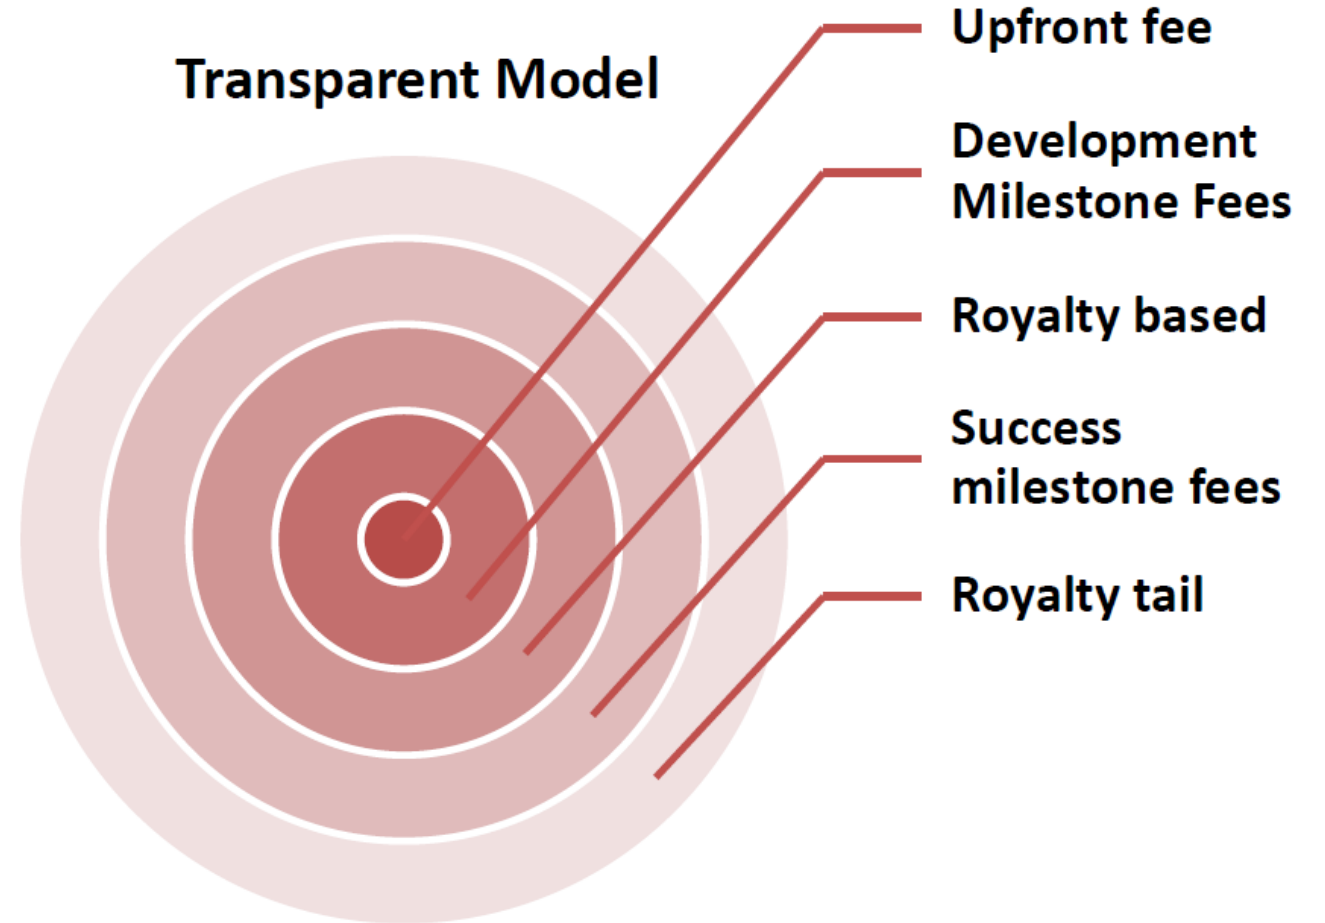 Transparent Model
Upfront fee
Development
Milestone Fees
Royalty based
Success
milestone fees
Royalty tail